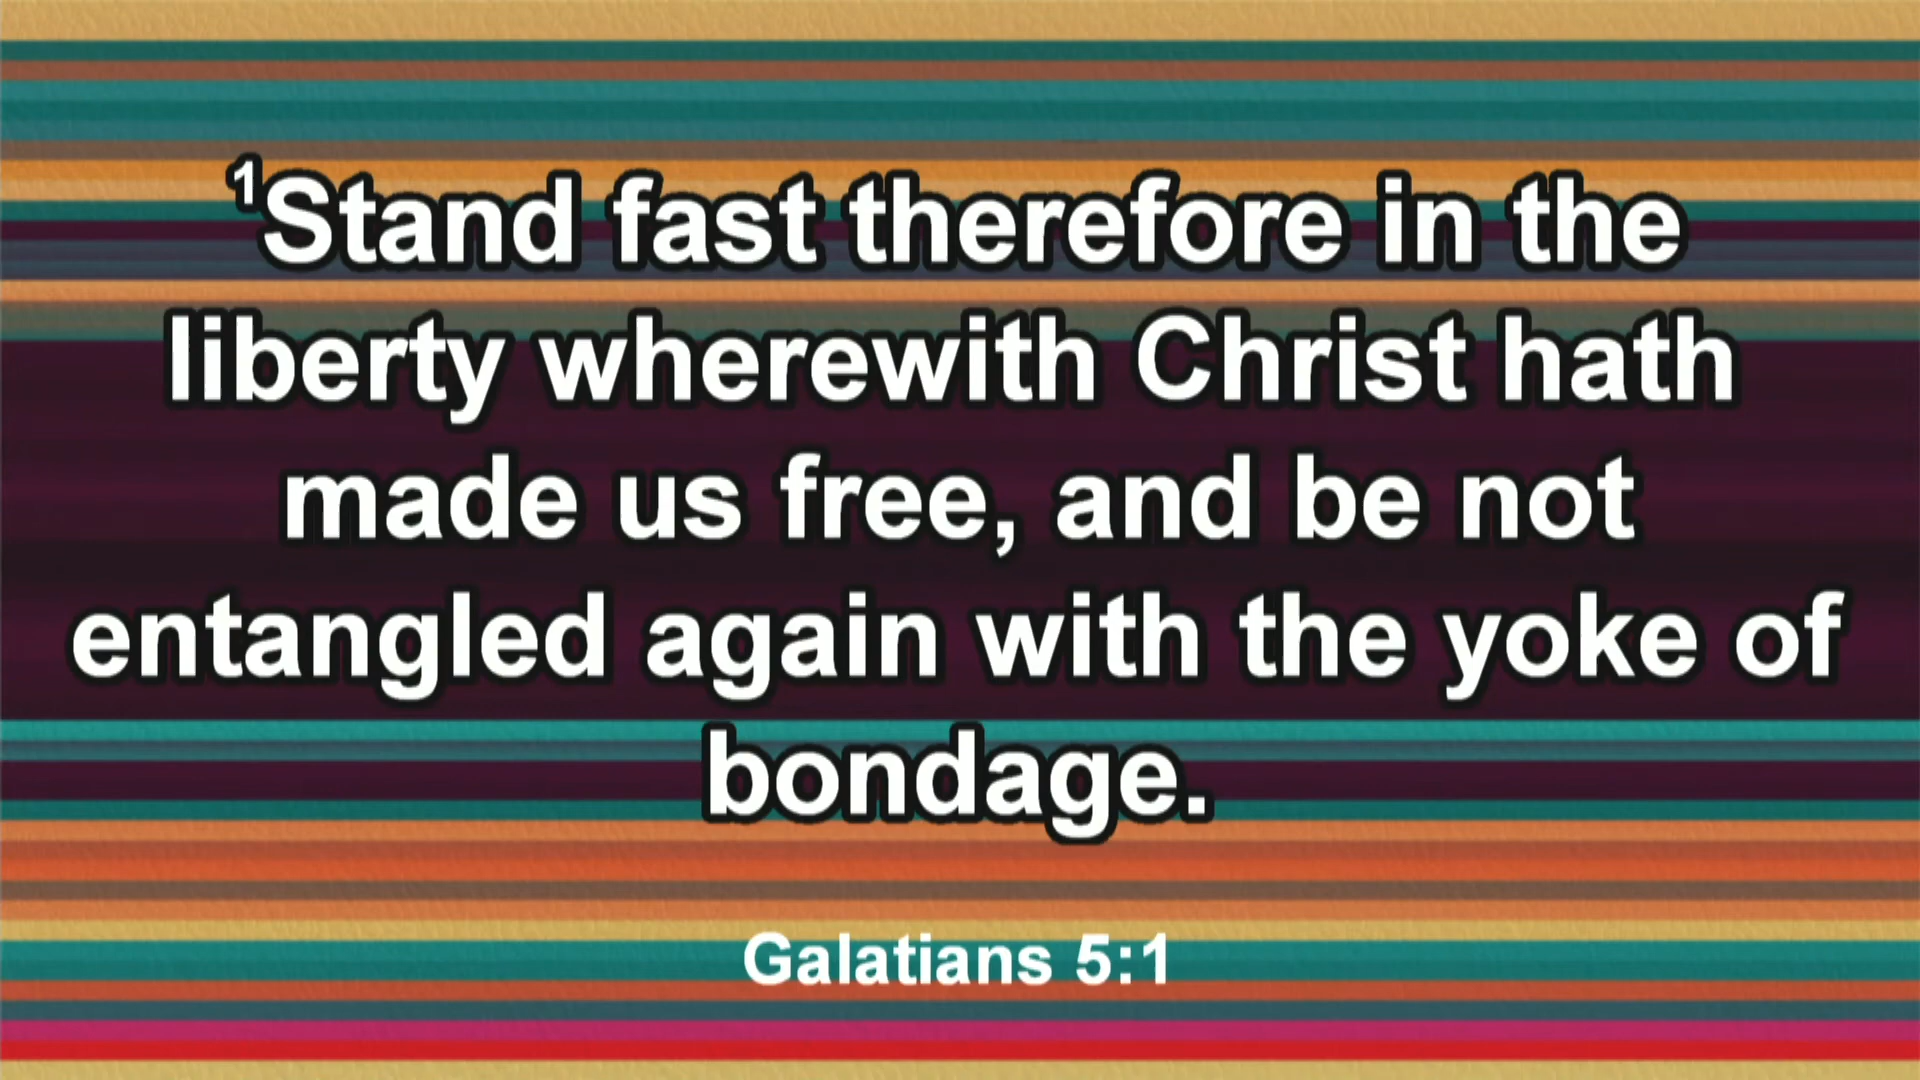 ¹Stand fast therefore in the
liberty wherewith Christ hath
made us free, and be not
entangled again with the yoke of
bondage.
Galatians 5:1